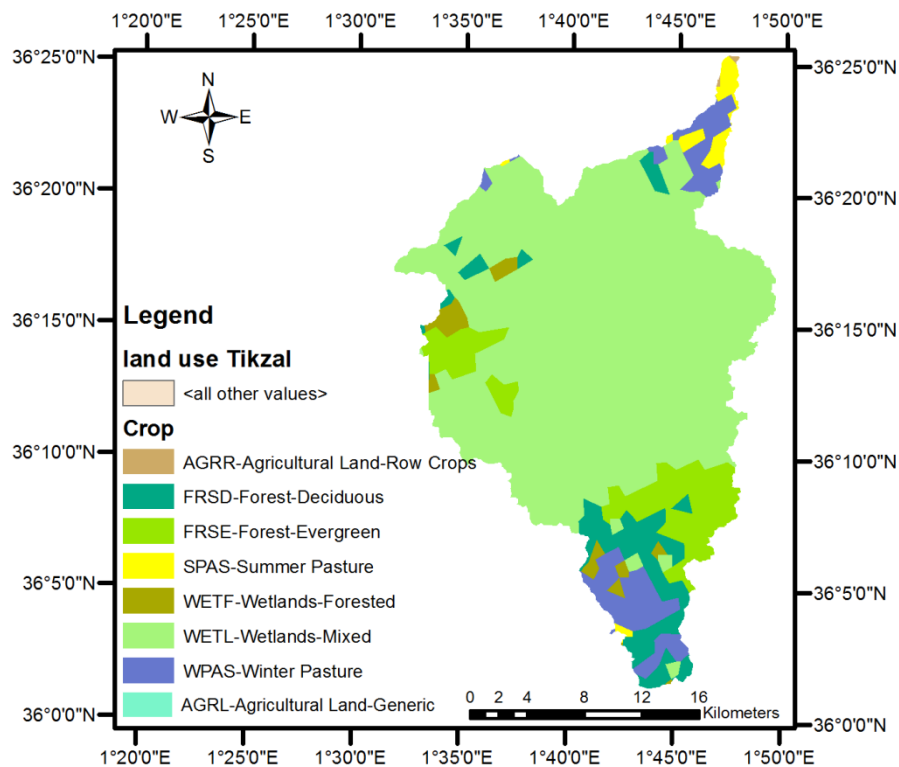 1°20'0"E 1°25'0"E 1°30'0"E 1°35'0"E 1°40'0"E 1°45'0"E 1°50'0"E
36°25'0"N 36°25'0"N
N
W E
S
36°20'0"N 36°20'0"N
36°15'0"N 36°15'0"N
Legend
land use Tikzal
<all other values>
Crop
36°10'0"N 36°10'0"N
AGRR-Agricultural Land-Row Crops
FRSD-Forest-Deciduous
FRSE-Forest-Evergreen
SPAS-Summer Pasture
36°5'0"N 36°5'0"N
WETF-Wetlands-Forested
WETL-Wetlands-Mixed
WPAS-Winter Pasture
AGRL-Agricultural Land-Generic
0 2 4 8 12 16
Kilometers
36°0'0"N 36°0'0"N
1°20'0"E 1°25'0"E 1°30'0"E 1°35'0"E 1°40'0"E 1°45'0"E 1°50'0"E